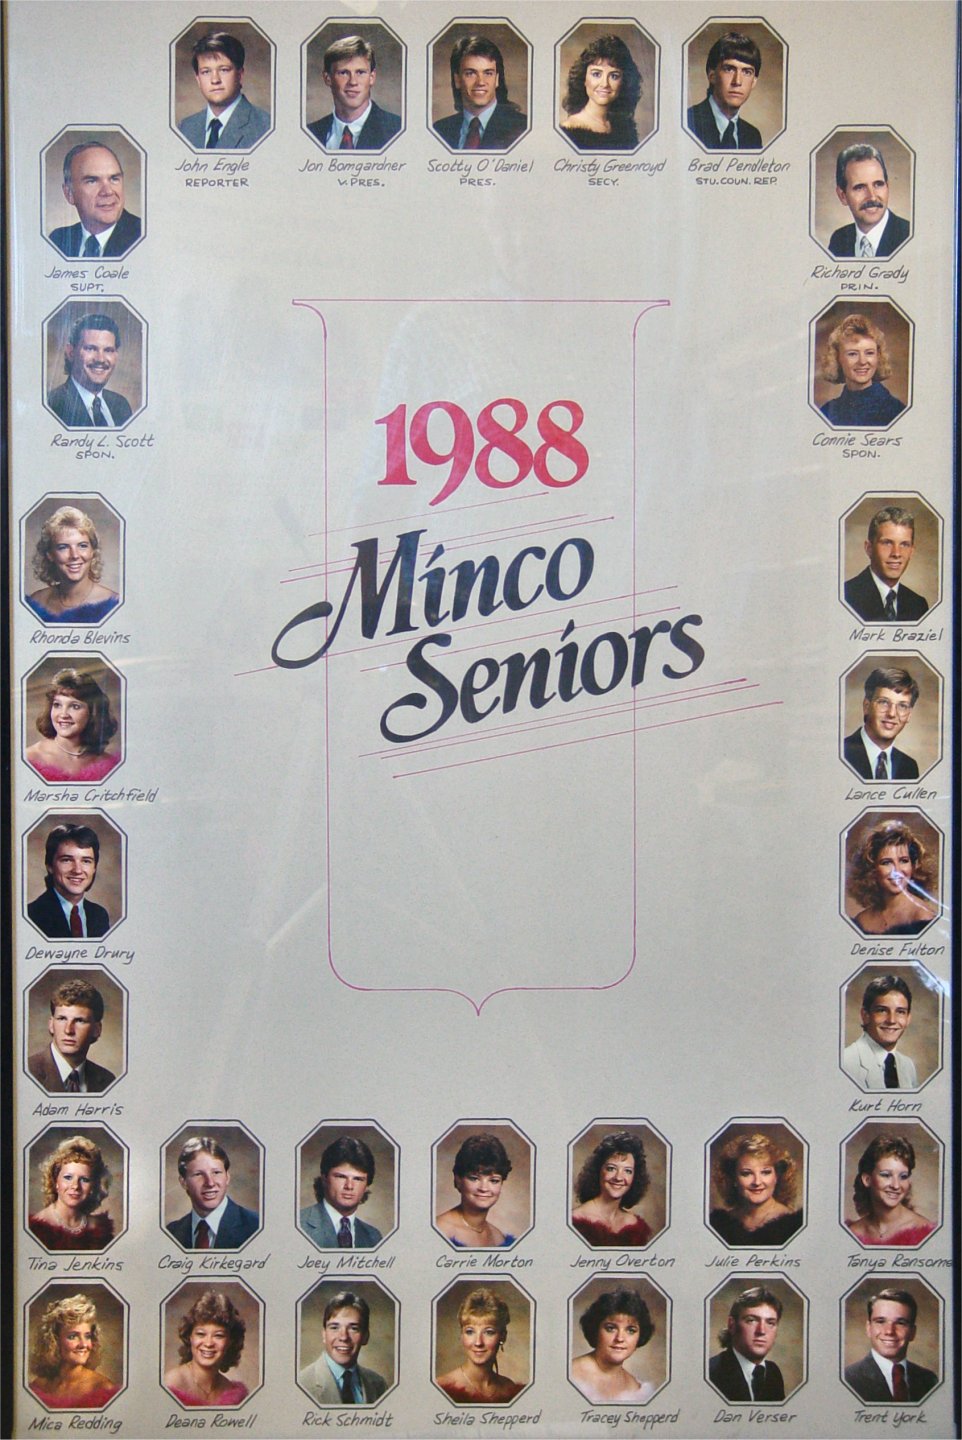 John Engle
REPORTER
Jon Bomgardner
V. PRES.
Scotty O'Daniel
PRES.
Christy Greenroyd
SECY.
Brad Pendleton
STU. COUN. REP.
James Coale
SUPT.
Richard Grady
PRIN.
Randy L. Scott
SPON.
Connie Sears
SPON.
1988
Minco
Seniors
Rhonda Blevins
Mark Braziel
Marsha Critchfield
Lance Cullen
Dewayne Drury
Denise Fulton
Adam Harris
Kurt Horn
Tina Jenkins
Craig Kirkegard
Joey Mitchell
Carrie Morton
Jenny Overton
Julie Perkins
Tanya Ransome
Mica Redding
Deana Rowell
Rick Schmidt
Sheila Shepperd
Tracey Shepperd
Dan Verser
Trent York